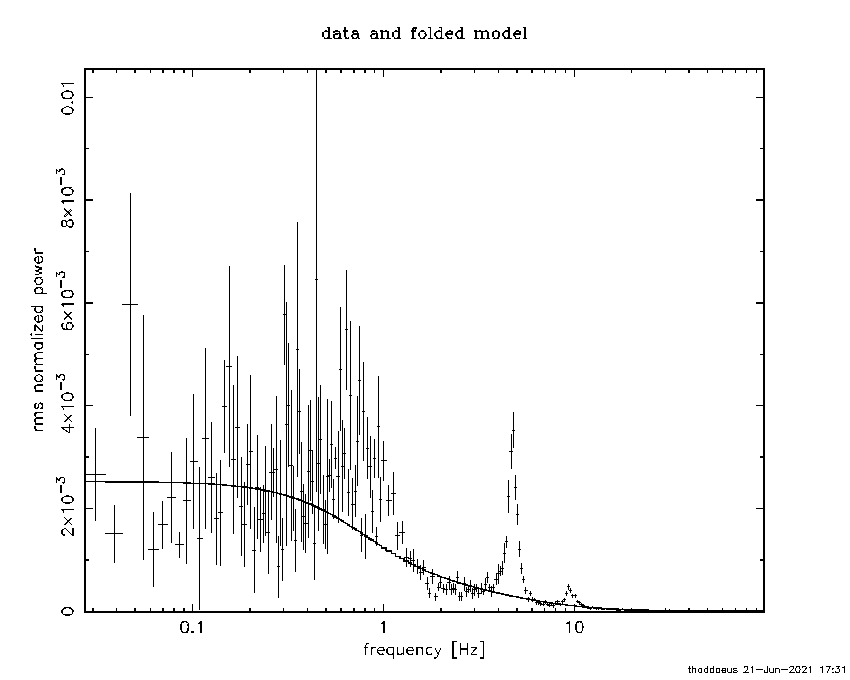 data and folded model
0.01
8×10⁻³
6×10⁻³
4×10⁻³
2×10⁻³
0
rms normalized power
0.1 1 10
frequency [Hz]
thaddaeus 21-Jun-2021 17:31